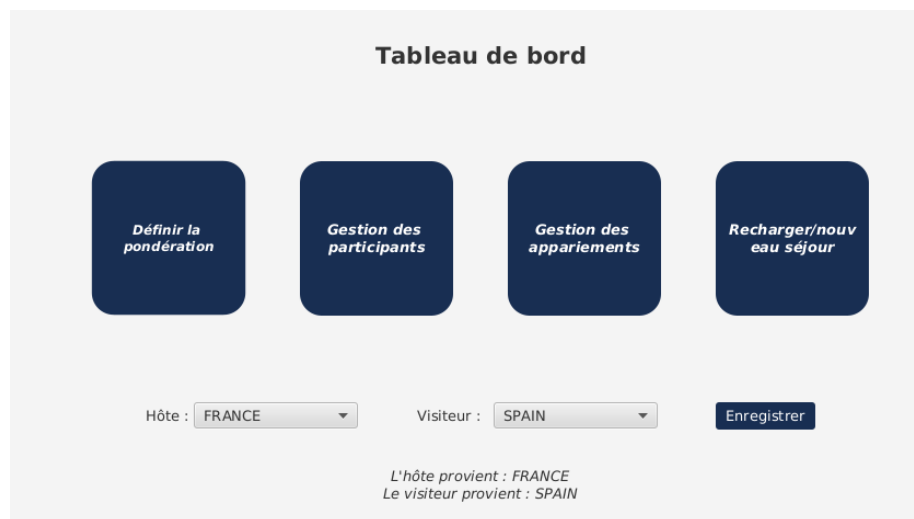 Tableau de bord
Définir la
pondération
Gestion des
participants
Gestion des
appariements
Recharger/nouv
eau séjour
Hôte : FRANCE
Visiteur : SPAIN
Enregistrer
L'hôte provient : FRANCE
Le visiteur provient : SPAIN